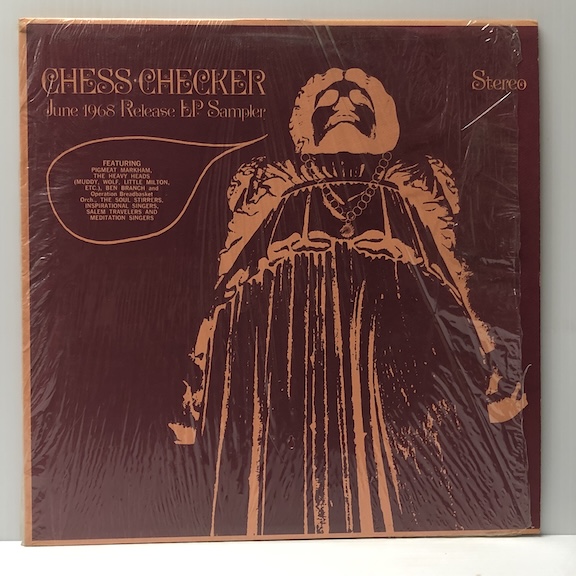 CHESS·CHECKER
June 1968 Release EP Sampler
Stereo
FEATURING
PIGMEAT MARKHAM,
THE HEAVY HEADS
(MUDDY, WOLF, LITTLE MILTON,
ETC.), BEN BRANCH and
Operation Breadbasket
Orch., THE SOUL STIRRERS,
INSPIRATIONAL SINGERS,
SALEM TRAVELERS AND
MEDITATION SINGERS